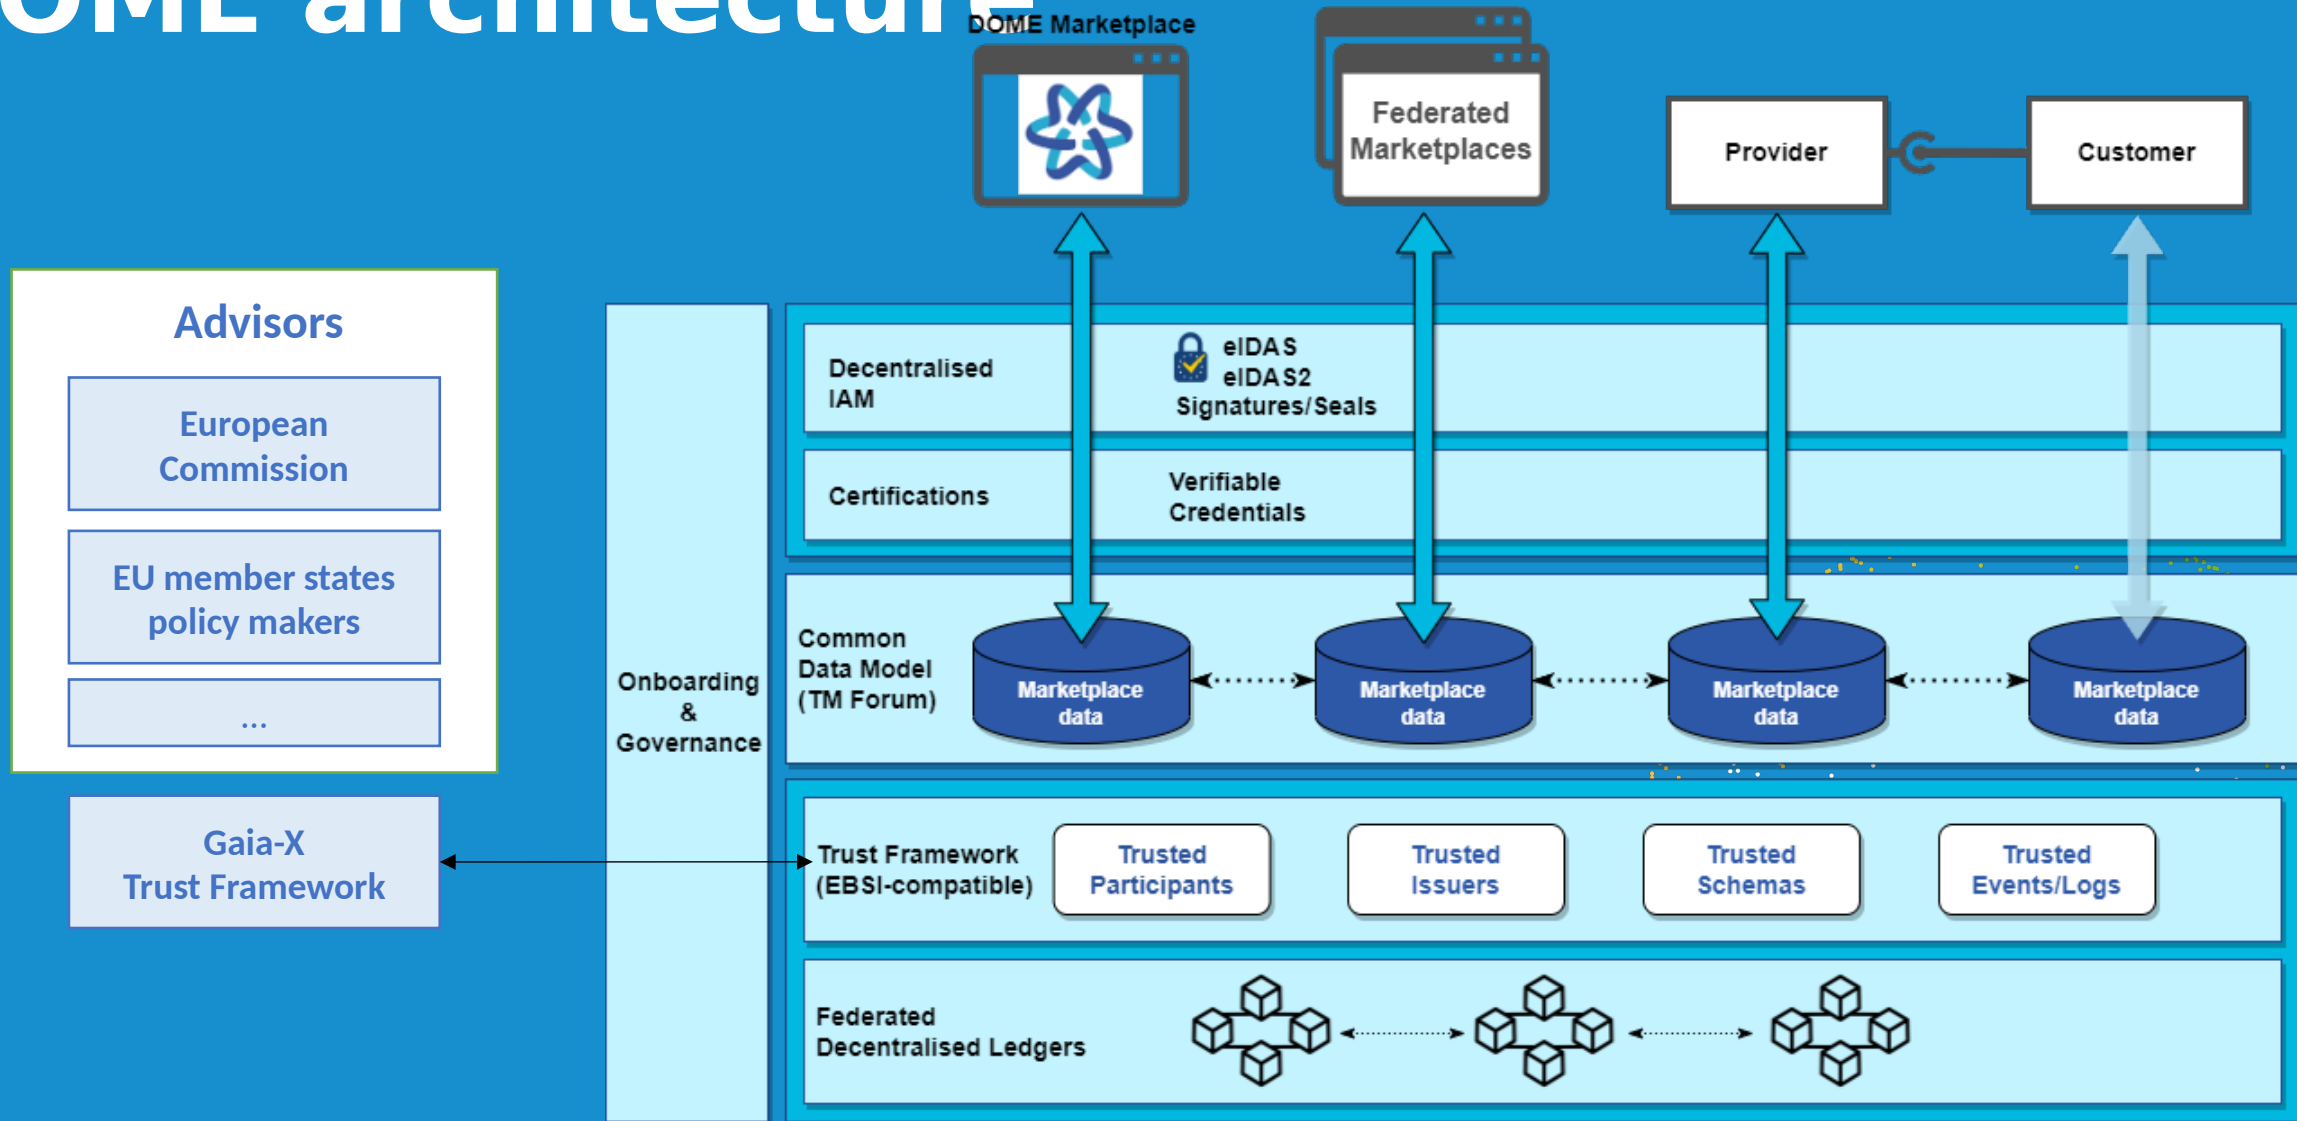 OME architecture
DOME Marketplace
Federated
Marketplaces
Provider
Customer
Advisors
European
Commission
EU member states
policy makers
...
Gaia-X
Trust Framework
Onboarding
&
Governance
Decentralised
IAM
eIDAS
eIDAS2
Signatures/Seals
Certifications
Verifiable
Credentials
Common
Data Model
(TM Forum)
Marketplace
data
Marketplace
data
Marketplace
data
Marketplace
data
Trust Framework
(EBSI-compatible)
Trusted
Participants
Trusted
Issuers
Trusted
Schemas
Trusted
Events/Logs
Federated
Decentralised Ledgers